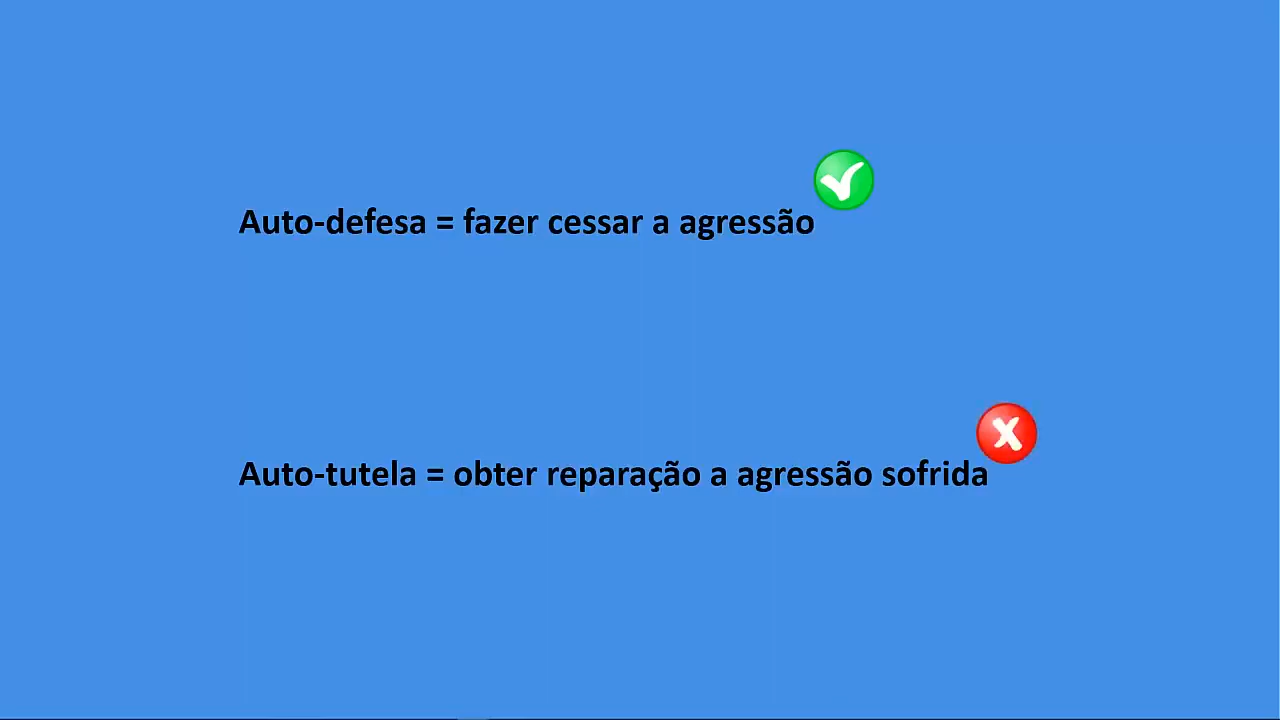 Auto-defesa = fazer cessar a agressão
Auto-tutela = obter reparação a agressão sofrida